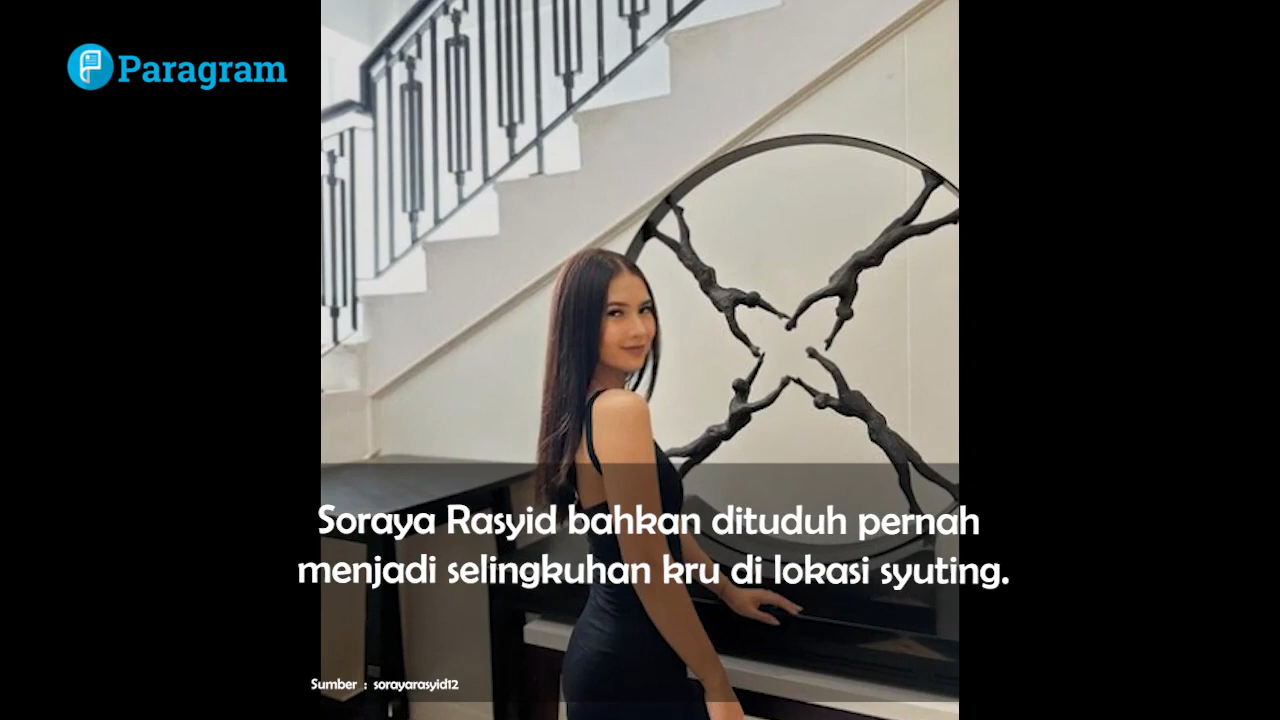 Paragram
Soraya Rasyid bahkan dituduh pernah
menjadi selingkuhan kru di lokasi syuting.
Sumber : sorayarasyid12